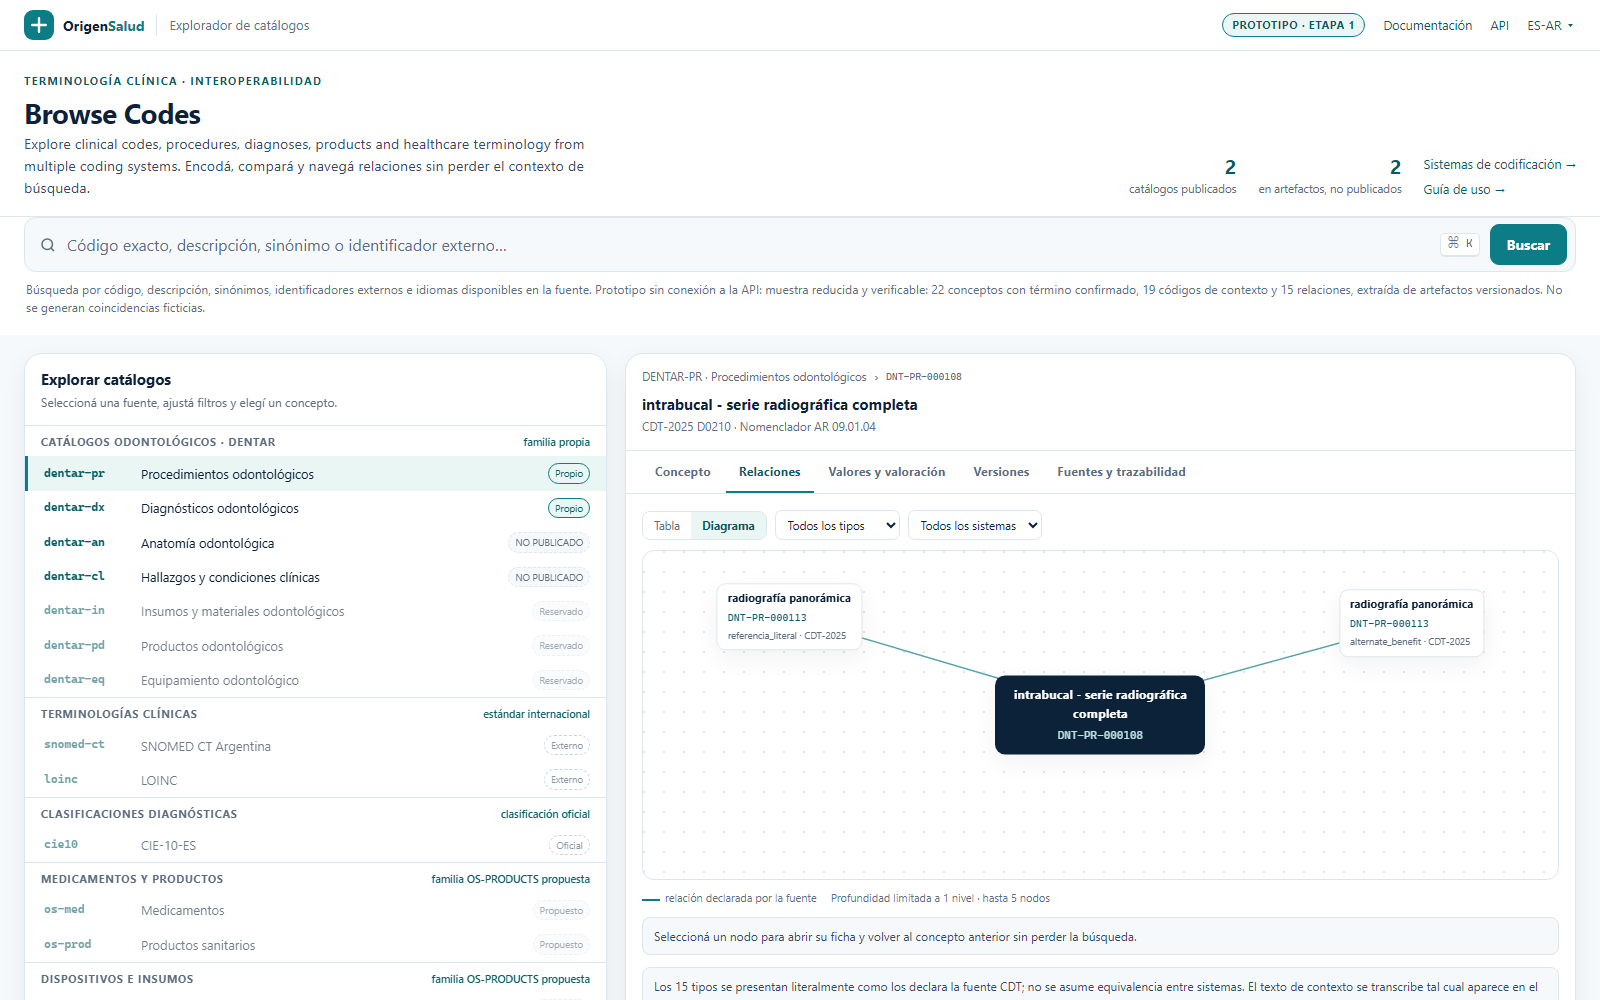 OrigenSalud
Explorador de catálogos
PROTOTIPO · ETAPA 1
Documentación
API
ES-AR
TERMINOLOGÍA CLÍNICA · INTEROPERABILIDAD
Browse Codes
Explore clinical codes, procedures, diagnoses, products and healthcare terminology from
multiple coding systems. Encodá, compará y navegá relaciones sin perder el contexto de
búsqueda.
2
catálogos publicados
2
en artefactos, no publicados
Sistemas de codificación →
Guía de uso →
Código exacto, descripción, sinónimo o identificador externo...
⌘ K
Buscar
Búsqueda por código, descripción, sinónimos, identificadores externos e idiomas disponibles en la fuente. Prototipo sin conexión a la API: muestra reducida y verificable: 22 conceptos con término confirmado, 19 códigos de contexto y 15 relaciones, extraída de artefactos versionados. No
se generan coincidencias ficticias.
Explorar catálogos
Seleccioná una fuente, ajustá filtros y elegí un concepto.
CATÁLOGOS ODONTOLÓGICOS · DENTAR
familia propia
dentar-pr
Procedimientos odontológicos
Propio
dentar-dx
Diagnósticos odontológicos
Propio
dentar-an
Anatomía odontológica
NO PUBLICADO
dentar-cl
Hallazgos y condiciones clínicas
NO PUBLICADO
dentar-in
Insumos y materiales odontológicos
Reservado
dentar-pd
Productos odontológicos
Reservado
dentar-eq
Equipamiento odontológico
Reservado
TERMINOLOGÍAS CLÍNICAS
estándar internacional
snomed-ct
SNOMED CT Argentina
Externo
loinc
LOINC
Externo
CLASIFICACIONES DIAGNÓSTICAS
clasificación oficial
cie10
CIE-10-ES
Oficial
MEDICAMENTOS Y PRODUCTOS
familia OS-PRODUCTS propuesta
os-med
Medicamentos
Propuesto
os-prod
Productos sanitarios
Propuesto
DISPOSITIVOS E INSUMOS
familia OS-PRODUCTS propuesta
DENTAR-PR · Procedimientos odontológicos › DNT-PR-000108
intrabucal - serie radiográfica completa
CDT-2025 D0210 · Nomenclador AR 09.01.04
Concepto
Relaciones
Valores y valoración
Versiones
Fuentes y trazabilidad
Tabla
Diagrama
Todos los tipos
Todos los sistemas
radiografía panorámica
DNT-PR-000113
referencia_literal · CDT-2025
radiografía panorámica
DNT-PR-000113
alternate_benefit · CDT-2025
intrabucal - serie radiográfica
completa
DNT-PR-000108
relación declarada por la fuente
Profundidad limitada a 1 nivel · hasta 5 nodos
Seleccioná un nodo para abrir su ficha y volver al concepto anterior sin perder la búsqueda.
Los 15 tipos se presentan literalmente como los declara la fuente CDT; no se asume equivalencia entre sistemas. El texto de contexto se transcribe tal cual aparece en el